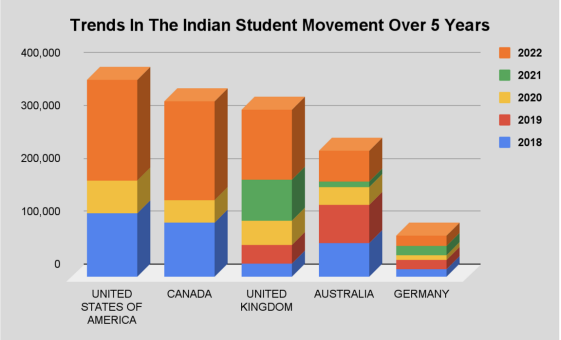 Trends In The Indian Student Movement Over 5 Years
400,000
300,000
200,000
100,000
0
2022
2021
2020
2019
2018
UNITED
STATES OF
AMERICA
CANADA
UNITED
KINGDOM
AUSTRALIA
GERMANY